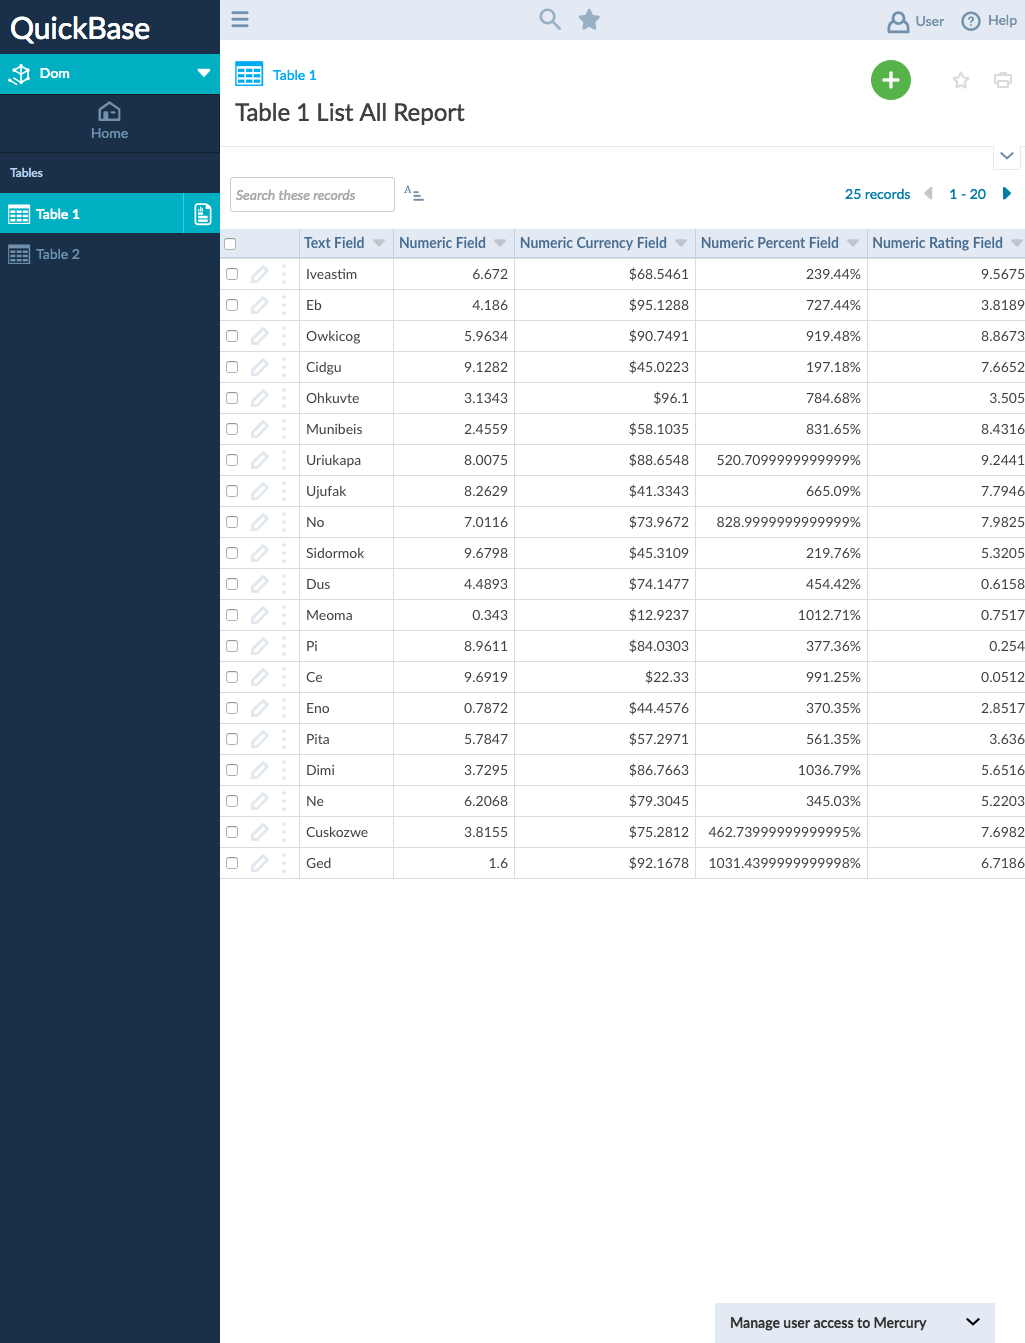 QuickBase
User
Help
Dom
Home
Tables
Table 1
Table 2
Table 1
Table 1 List All Report
Search these records
A
25 records
1 - 20
Text Field Numeric Field Numeric Currency Field Numeric Percent Field Numeric Rating Field
Iveastim 6.672 $68.5461 239.44% 9.5675
Eb 4.186 $95.1288 727.44% 3.8189
Owkicog 5.9634 $90.7491 919.48% 8.8673
Cidgu 9.1282 $45.0223 197.18% 7.6652
Ohkuvte 3.1343 $96.1 784.68% 3.505
Munibeis 2.4559 $58.1035 831.65% 8.4316
Uriukapa 8.0075 $88.6548 520.7099999999999% 9.2441
Ujufak 8.2629 $41.3343 665.09% 7.7946
No 7.0116 $73.9672 828.9999999999999% 7.9825
Sidormok 9.6798 $45.3109 219.76% 5.3205
Dus 4.4893 $74.1477 454.42% 0.6158
Meoma 0.343 $12.9237 1012.71% 0.7517
Pi 8.9611 $84.0303 377.36% 0.254
Ce 9.6919 $22.33 991.25% 0.0512
Eno 0.7872 $44.4576 370.35% 2.8517
Pita 5.7847 $57.2971 561.35% 3.636
Dimi 3.7295 $86.7663 1036.79% 5.6516
Ne 6.2068 $79.3045 345.03% 5.2203
Cuskozwe 3.8155 $75.2812 462.73999999999995% 7.6982
Ged 1.6 $92.1678 1031.4399999999998% 6.7186
Manage user access to Mercury